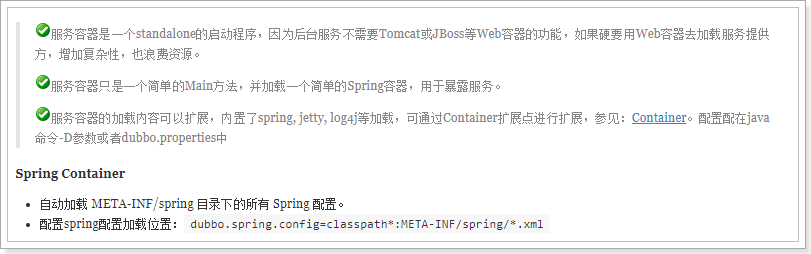 服务容器是一个standalone的启动程序，因为后台服务不需要Tomcat或JBoss等Web容器的功能，如果硬要用Web容器去加载服务提供
方，增加复杂性，也浪费资源。
服务容器只是一个简单的Main方法，并加载一个简单的Spring容器，用于暴露服务。
服务容器的加载内容可以扩展，内置了spring, jetty, log4j等加载，可通过Container扩展点进行扩展，参见：Container。配置配在java
命令-D参数或者dubbo.properties中
Spring Container
自动加载 META-INF/spring 目录下的所有 Spring 配置。
配置spring配置加载位置： dubbo.spring.config=classpath*:META-INF/spring/*.xml